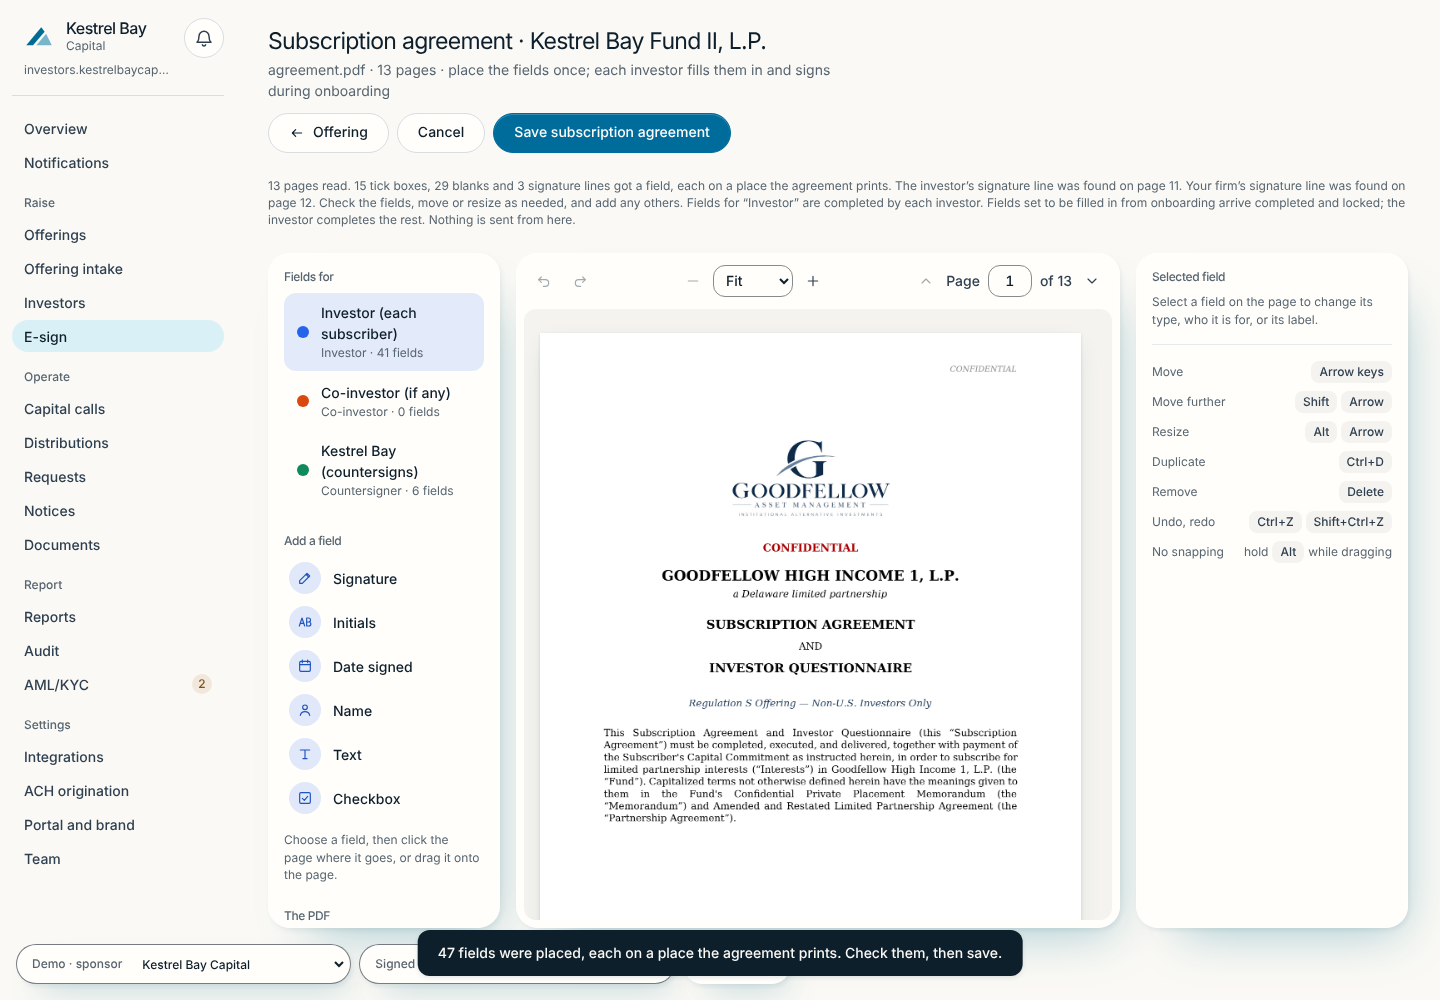 Kestrel Bay
Capital
investors.kestrelbaycap...
Overview
Notifications
Raise
Offerings
Offering intake
Investors
E-sign
Operate
Capital calls
Distributions
Requests
Notices
Documents
Report
Reports
Audit
AML/KYC
2
Settings
Integrations
ACH origination
Portal and brand
Team
Subscription agreement · Kestrel Bay Fund II, L.P.
agreement.pdf · 13 pages · place the fields once; each investor fills them in and signs
during onboarding
← Offering
Cancel
Save subscription agreement
13 pages read. 15 tick boxes, 29 blanks and 3 signature lines got a field, each on a place the agreement prints. The investor’s signature line was found on page 11. Your firm’s signature line was found on
page 12. Check the fields, move or resize as needed, and add any others. Fields for “Investor” are completed by each investor. Fields set to be filled in from onboarding arrive completed and locked; the
investor completes the rest. Nothing is sent from here.
Fields for
Investor (each
subscriber)
Investor · 41 fields
Co-investor (if any)
Co-investor · 0 fields
Kestrel Bay
(countersigns)
Countersigner · 6 fields
Add a field
Signature
AB Initials
Date signed
Name
Text
Checkbox
Choose a field, then click the
page where it goes, or drag it onto
the page.
The PDF
Fit
Page 1 of 13
CONFIDENTIAL
G
GOODFELLOW
ASSET MANAGEMENT
INSTITUTIONAL ALTERNATIVE INVESTMENTS
CONFIDENTIAL
GOODFELLOW HIGH INCOME 1, L.P.
a Delaware limited partnership
SUBSCRIPTION AGREEMENT
AND
INVESTOR QUESTIONNAIRE
Regulation S Offering — Non-U.S. Investors Only
This Subscription Agreement and Investor Questionnaire (this “Subscription
Agreement”) must be completed, executed, and delivered, together with payment of
the Subscriber's Capital Commitment as instructed herein, in order to subscribe for
limited partnership interests (“Interests”) in Goodfellow High Income 1, L.P. (the
“Fund”). Capitalized terms not otherwise defined herein have the meanings given to
them in the Fund's Confidential Private Placement Memorandum (the
“Memorandum”) and Amended and Restated Limited Partnership Agreement (the
“Partnership Agreement”).
Selected field
Select a field on the page to change its
type, who it is for, or its label.
Move Arrow keys
Move further Shift Arrow
Resize Alt Arrow
Duplicate Ctrl+D
Remove Delete
Undo, redo Ctrl+Z Shift+Ctrl+Z
No snapping hold Alt while dragging
Demo · sponsor Kestrel Bay Capital
Signed
47 fields were placed, each on a place the agreement prints. Check them, then save.